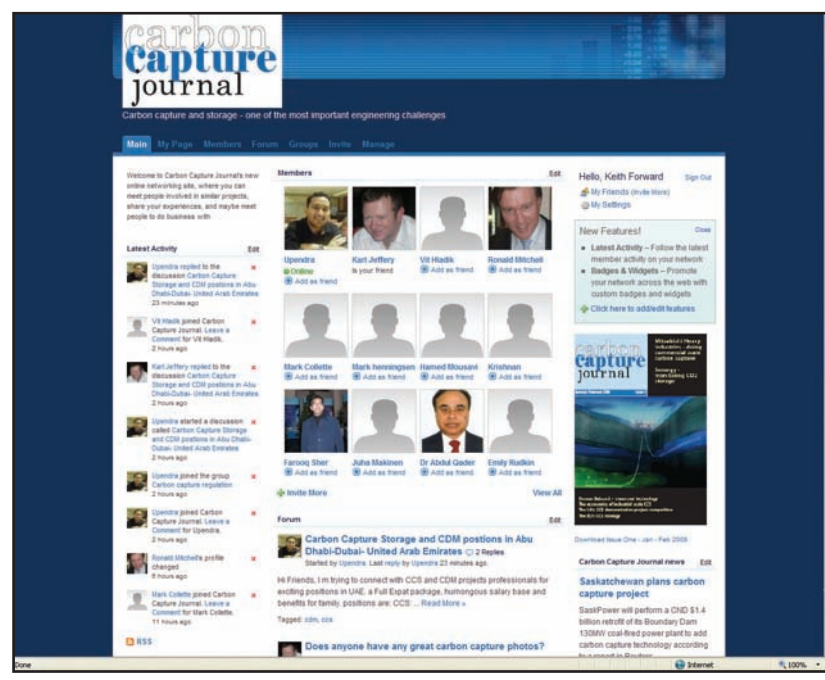 carbon
capture
journal
Carbon capture and storage - one of the most important engineering challenges
Main My Page Members Forum Groups Invite Manage
Welcome to Carbon Capture Journal's new
online networking site, where you can
meet people involved in similar projects,
share your experiences, and maybe meet
people to do business with
Latest Activity Edit
Upendra replied to the
discussion Carbon Capture
Storage and CDM postions in Abu
Dhabi-Dubai- United Arab Emirates
23 minutes ago
Vit Hladik joined Carbon
Capture Journal. Leave a
Comment for Vit Hladik.
2 hours ago
Karl Jeffery replied to the
discussion Carbon Capture
Storage and CDM postions in Abu
Dhabi-Dubai- United Arab Emirates
2 hours ago
Upendra started a discussion
called Carbon Capture Storage
and CDM postions in Abu Dhabi-
Dubai- United Arab Emirates
2 hours ago
Upendra joined the group
Carbon capture regulation
2 hours ago
Upendra joined Carbon
Capture Journal. Leave a
Comment for Upendra.
2 hours ago
Ronald Mitchell's profile
changed
9 hours ago
Mark Collette joined Carbon
Capture Journal. Leave a
Comment for Mark Collette.
11 hours ago
RSS
Members Edit
Upendra Karl Jeffery Vit Hladik Ronald Mitchell
Online is your friend Add as friend Add as friend
Add as friend
Mark Collette Mark henningsen Hamed Mousavi Krishnan
Add as friend Add as friend Add as friend Add as friend
Farooq Sher Juha Makinen Dr Abdul Qader Emily Rudkin
Add as friend Add as friend Add as friend Add as friend
Invite More View All
Forum Edit
Carbon Capture Storage and CDM postions in Abu
Dhabi-Dubai- United Arab Emirates 2 Replies
Started by Upendra. Last reply by Upendra 23 minutes ago.
Hi Friends, I m trying to connect with CCS and CDM projects professionals for
exciting positions in UAE. a Full Expat package, humongous salary base and
benefits for family. positions are: CCS: ... Read More »
Tagged: cdm, ccs
Does anyone have any great carbon capture photos?
Hello, Keith Forward Sign Out
My Friends (Invite More)
My Settings
New Features! Close
Latest Activity – Follow the latest
member activity on your network
Badges & Widgets – Promote
your network across the web with
custom badges and widgets
Click here to add/edit features
carbon
capture
journal
Mitsubishi Heavy
Industries - doing
commercial scale
carbon capture
storage
Download Issue One - Jan - Feb 2008
Carbon Capture Journal news Edit
Saskatchewan plans carbon
capture project
SaskPower will perform a CND $1.4
billion retrofit of its Boundary Dam
130MW coal-fired power plant to add
carbon capture technology according
to a report in Reuters
Done Internet 100%